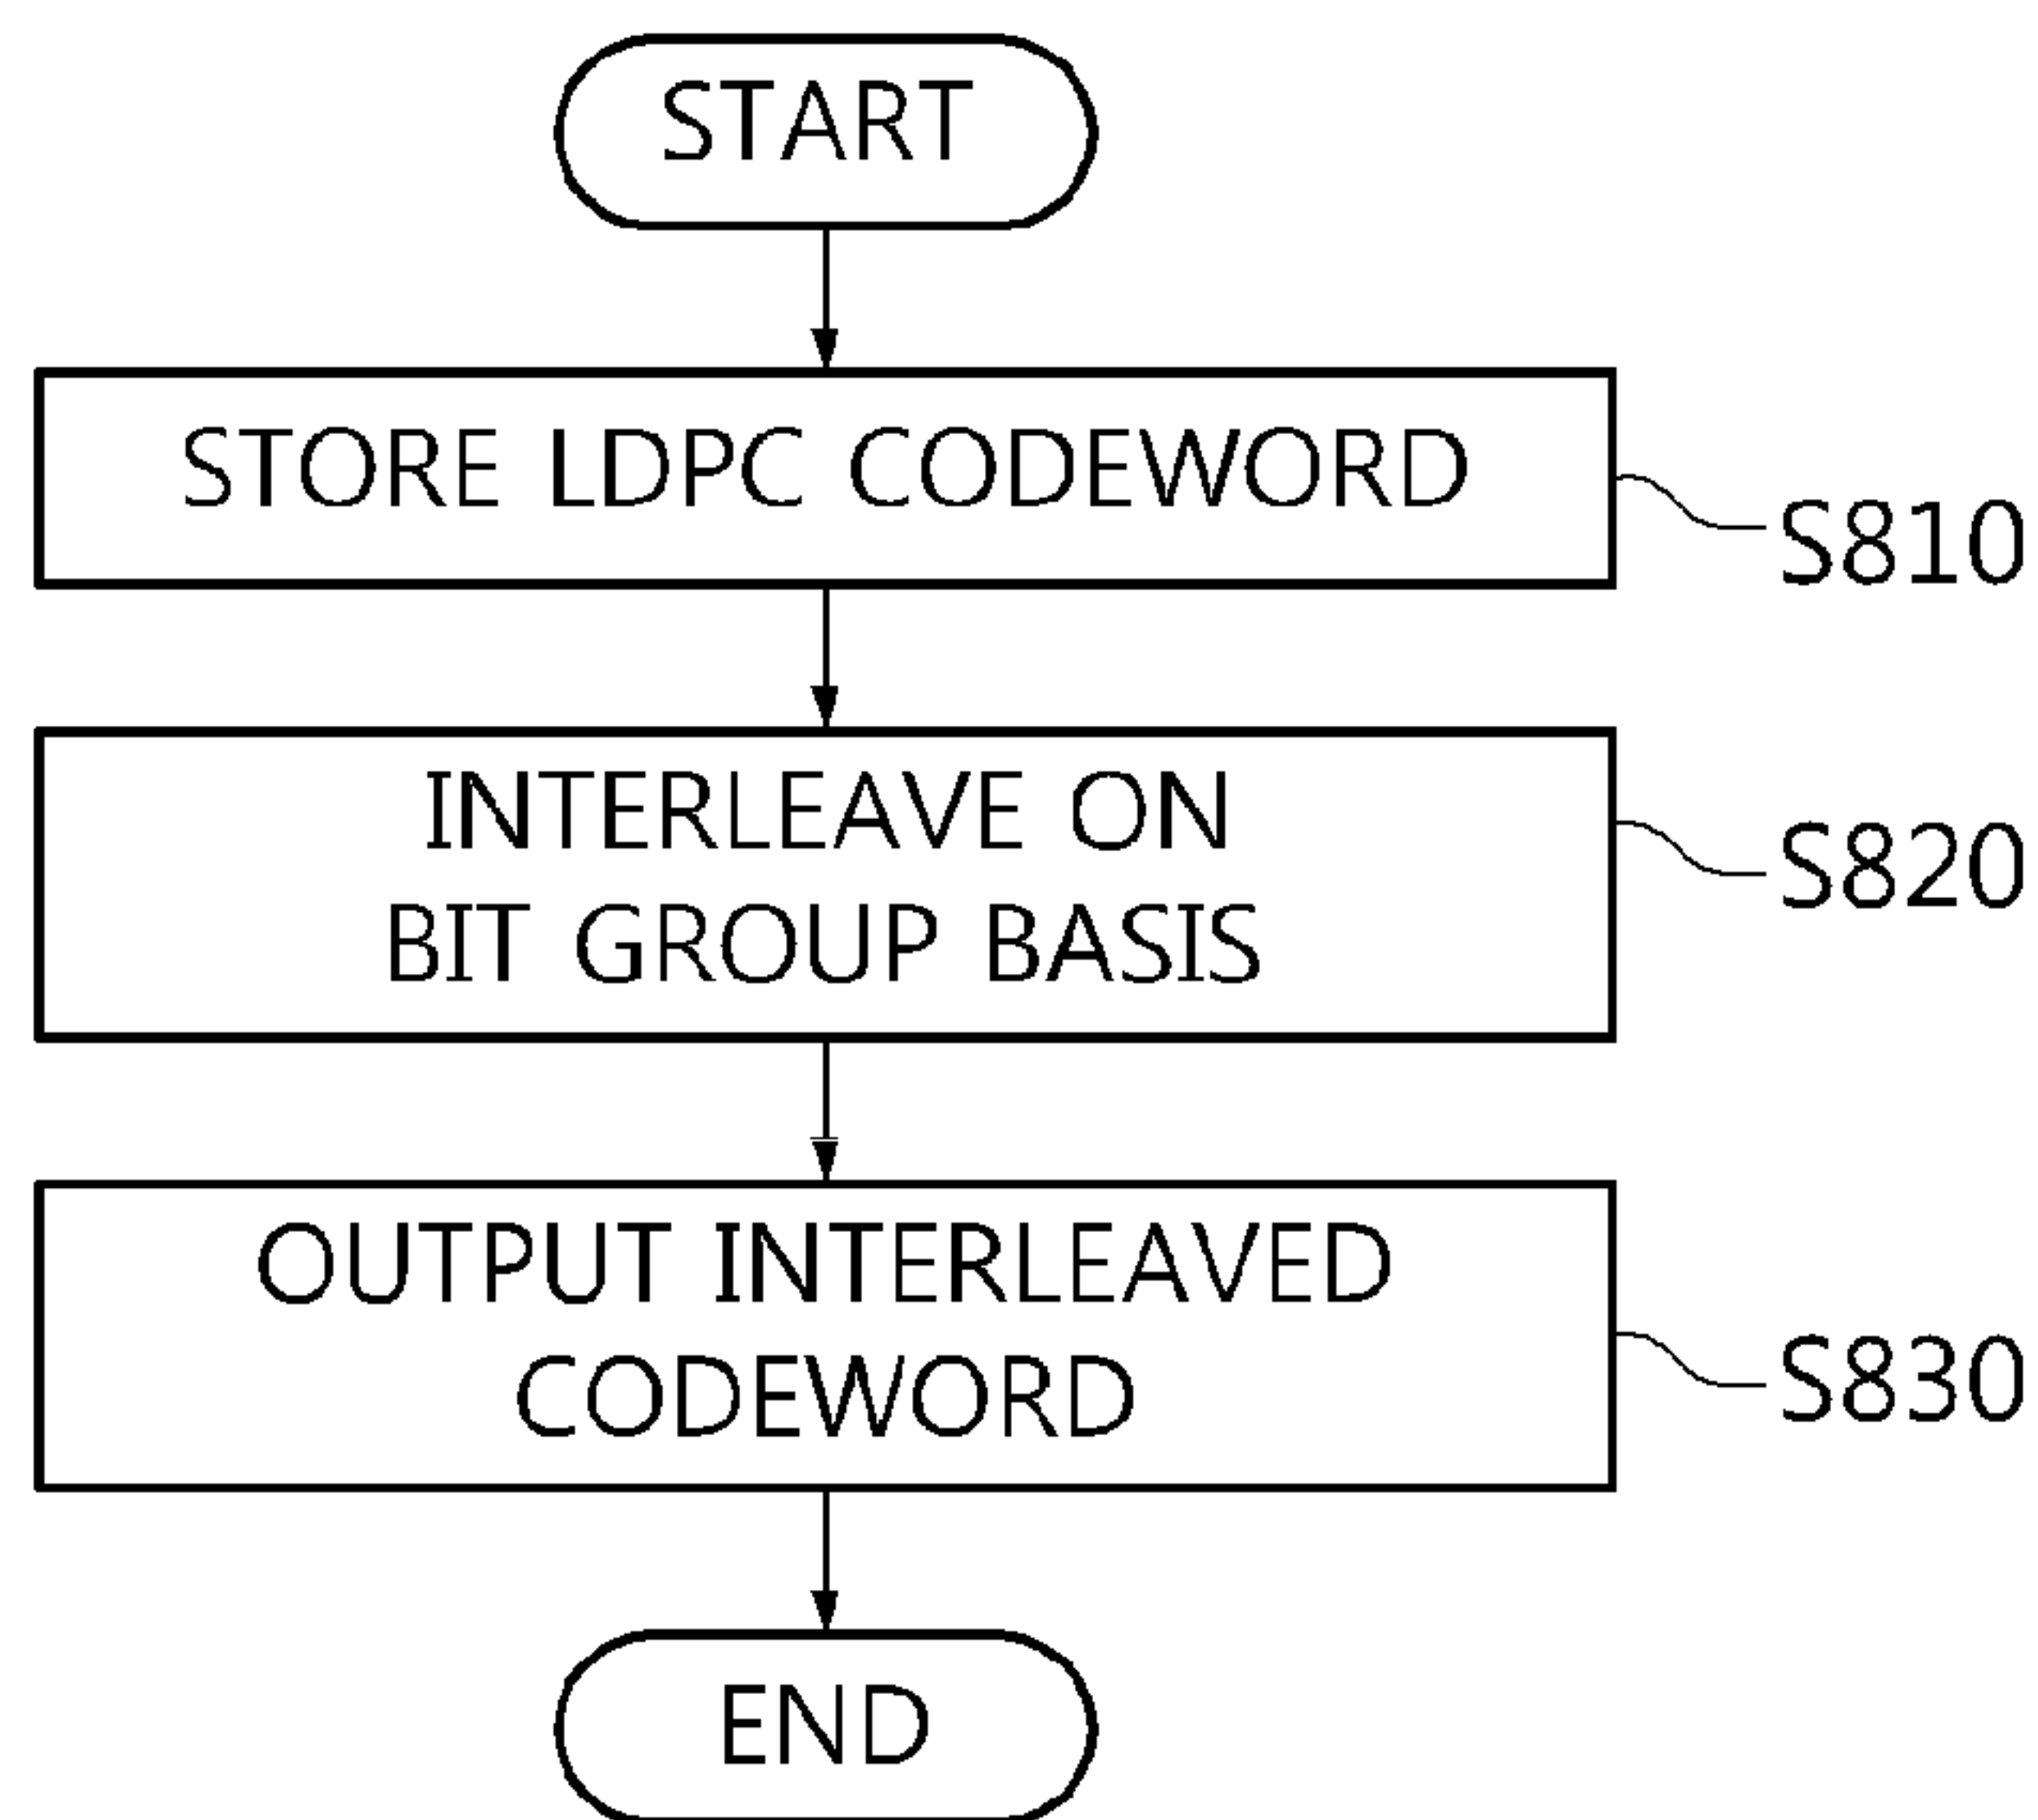 START
STORE LDPC CODEWORD
S810
INTERLEAVE ON
BIT GROUP BASIS
S820
OUTPUT INTERLEAVED
CODEWORD
S830
END